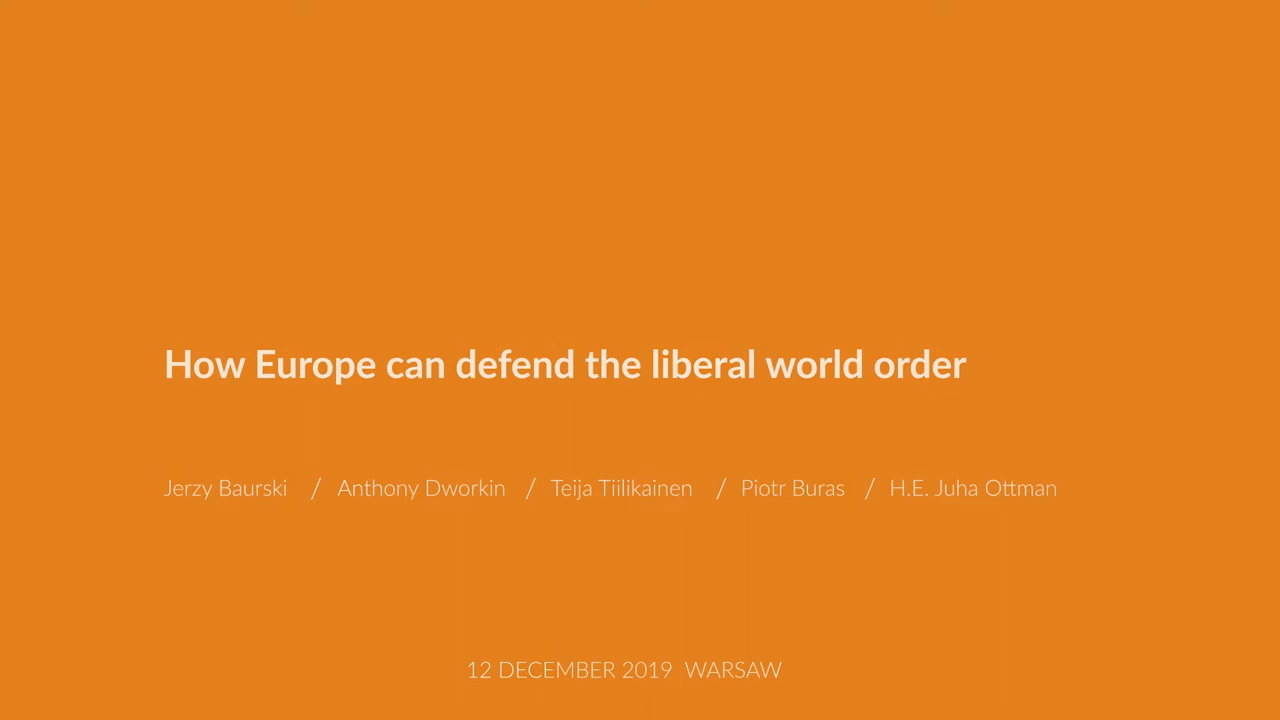 How Europe can defend the liberal world order
Jerzy Baurski / Anthony Dworkin / Teija Tiilikainen / Piotr Buras / H.E. Juha Ottman
12 DECEMBER 2019 WARSAW